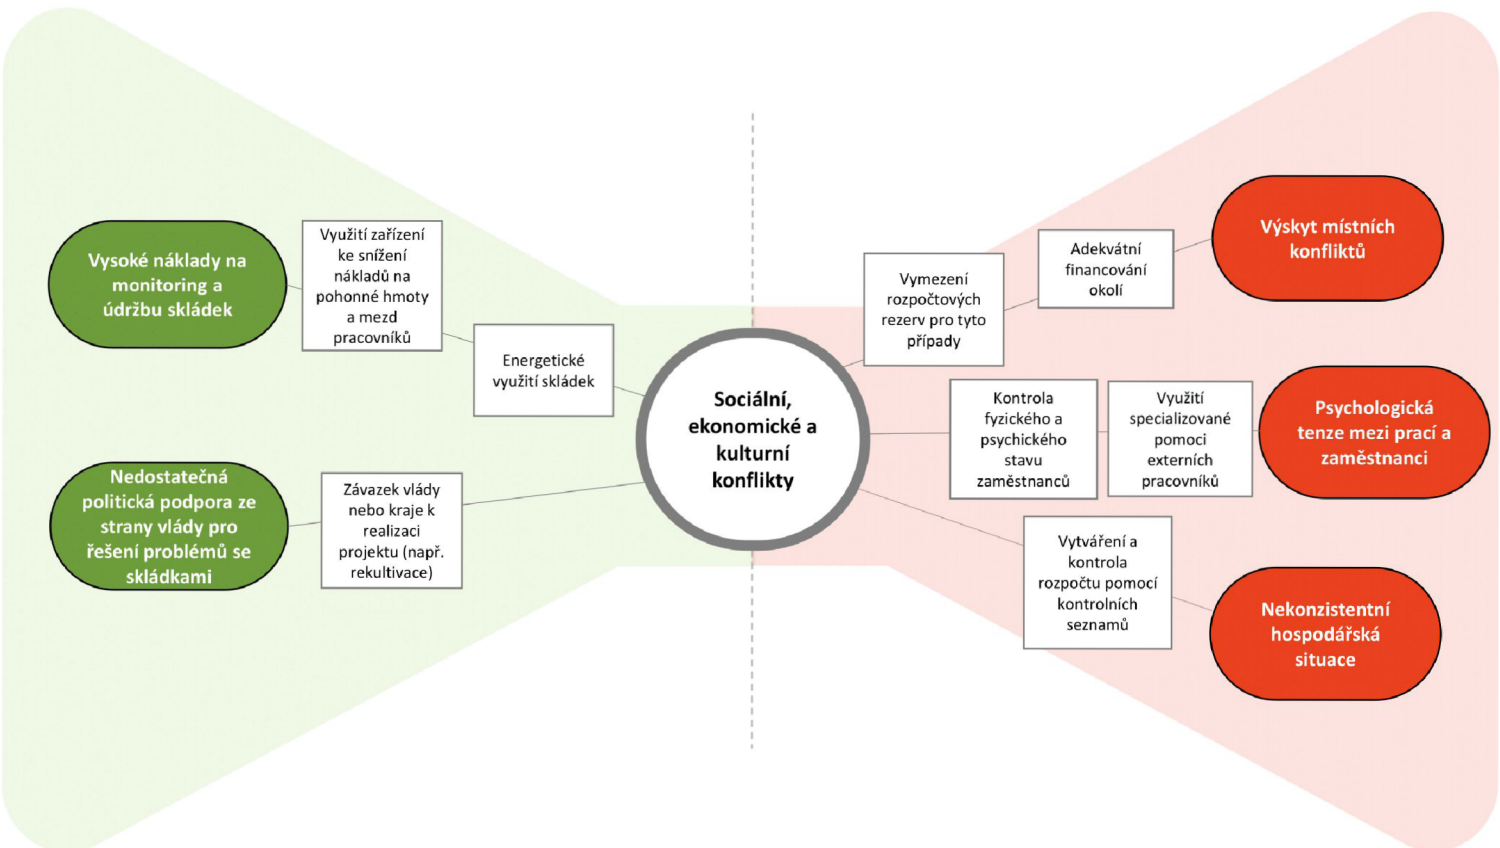 Vysoké náklady na
monitoring a
údržbu skládek
Využití zařízení
ke snížení
nákladů na
pohonné hmoty
a mezd
pracovníků
Energetické
využití skládek
Nedostatečná
politická podpora ze
strany vlády pro
řešení problémů se
skládkami
Závazek vlády
nebo kraje k
realizaci
projektu (např.
rekultivace)
Sociální,
ekonomické a
kulturní
konflikty
Vymezení
rozpočtových
rezerv pro tyto
případy
Adekvátní
financování
okolí
Výskyt místních
konfliktů
Kontrola
fyzického a
psychického
stavu
zaměstnanců
Využití
specializované
pomoci
externích
pracovníků
Psychologická
tenze mezi prací a
zaměstnanci
Vytváření a
kontrola
rozpočtu pomocí
kontrolních
seznamů
Nekonzistentní
hospodářská
situace